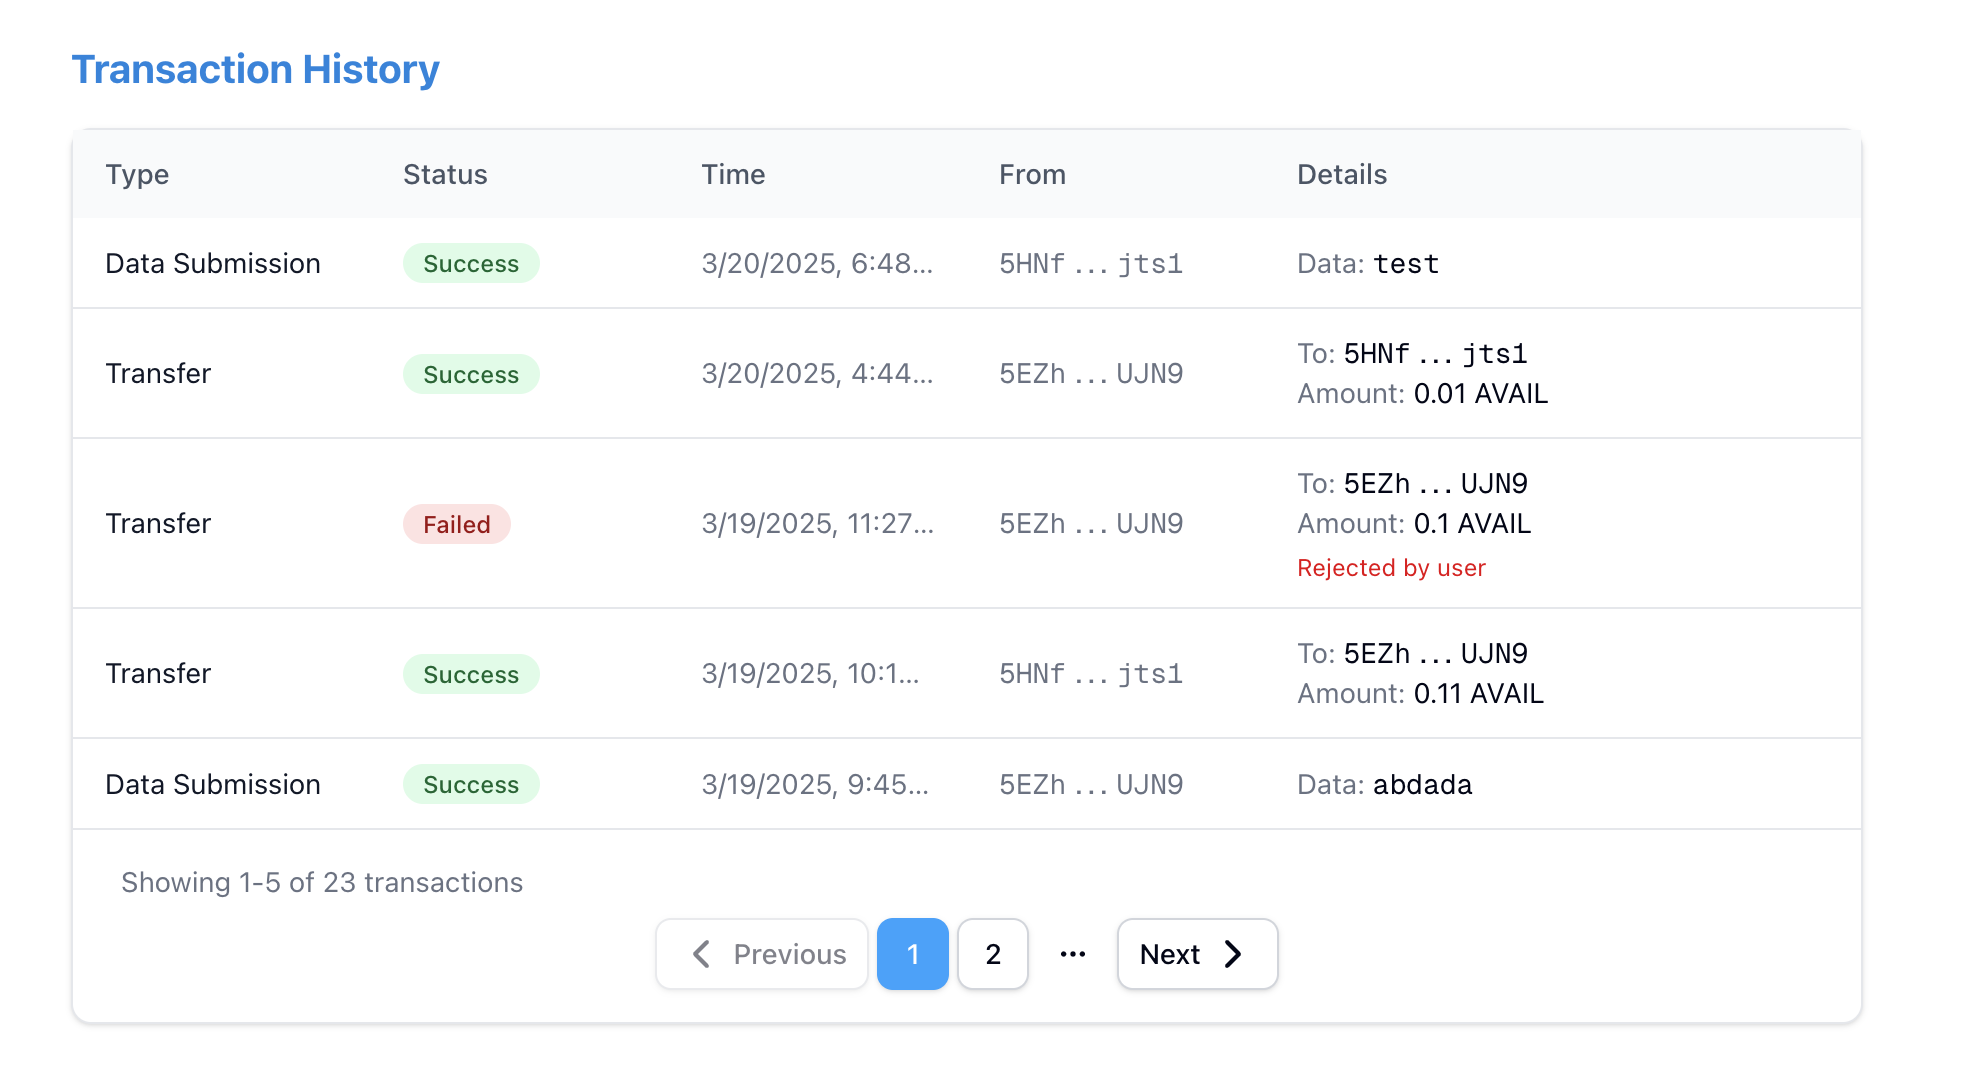 Transaction History
Type Status Time From Details
Data Submission Success 3/20/2025, 6:48... 5HNf...jts1 Data: test
Transfer Success 3/20/2025, 4:44... 5EZh...UJN9 To: 5HNf...jts1
Amount: 0.01 AVAIL
Transfer Failed 3/19/2025, 11:27... 5EZh...UJN9 To: 5EZh...UJN9
Amount: 0.1 AVAIL
Rejected by user
Transfer Success 3/19/2025, 10:1... 5HNf...jts1 To: 5EZh...UJN9
Amount: 0.11 AVAIL
Data Submission Success 3/19/2025, 9:45... 5EZh...UJN9 Data: abdada
Showing 1-5 of 23 transactions
Previous 1 2 ... Next